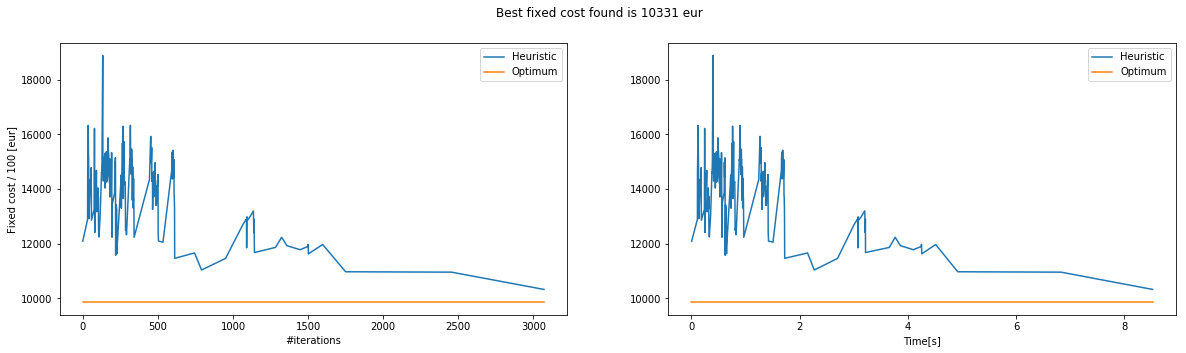 Best fixed cost found is 10331 eur
Fixed cost / 100 [eur]
18000
16000
14000
12000
10000
Heuristic
Optimum
0 500 1000 1500 2000 2500 3000
#iterations
18000
16000
14000
12000
10000
Heuristic
Optimum
0 2 4 6 8
Time[s]